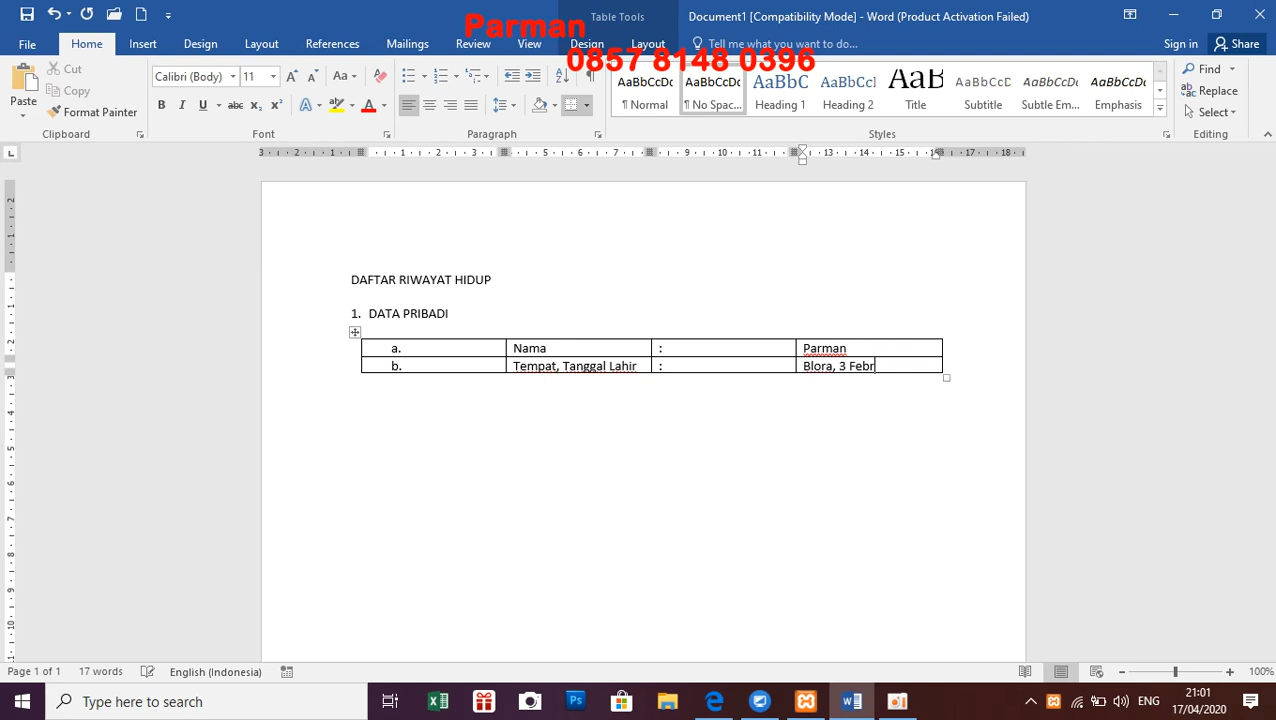 Parman
0857 8148 0396
Table Tools
Document1 [Compatibility Mode] - Word (Product Activation Failed)
File Home Insert Design Layout References Mailings Review View Design Layout Tell me what you want to do... Sign in Share
Paste
Cut
Copy
Format Painter
Clipboard
Calibri (Body) 11
Font
Paragraph
AaBbCcDc ¶ Normal
AaBbCcDc ¶ No Spac...
AaBbC Heading 1
AaBbCcl Heading 2
AaB Title
AaBbCcD Subtitle
AaBbCcDc Subtle Em...
AaBbCcDc Emphasis
Styles
Find
Replace
Select
Editing
DAFTAR RIWAYAT HIDUP
1. DATA PRIBADI
a. Nama : Parman
b. Tempat, Tanggal Lahir : Blora, 3 Febr
Page 1 of 1 17 words English (Indonesia) 100%
Type here to search
ENG
21:01
17/04/2020